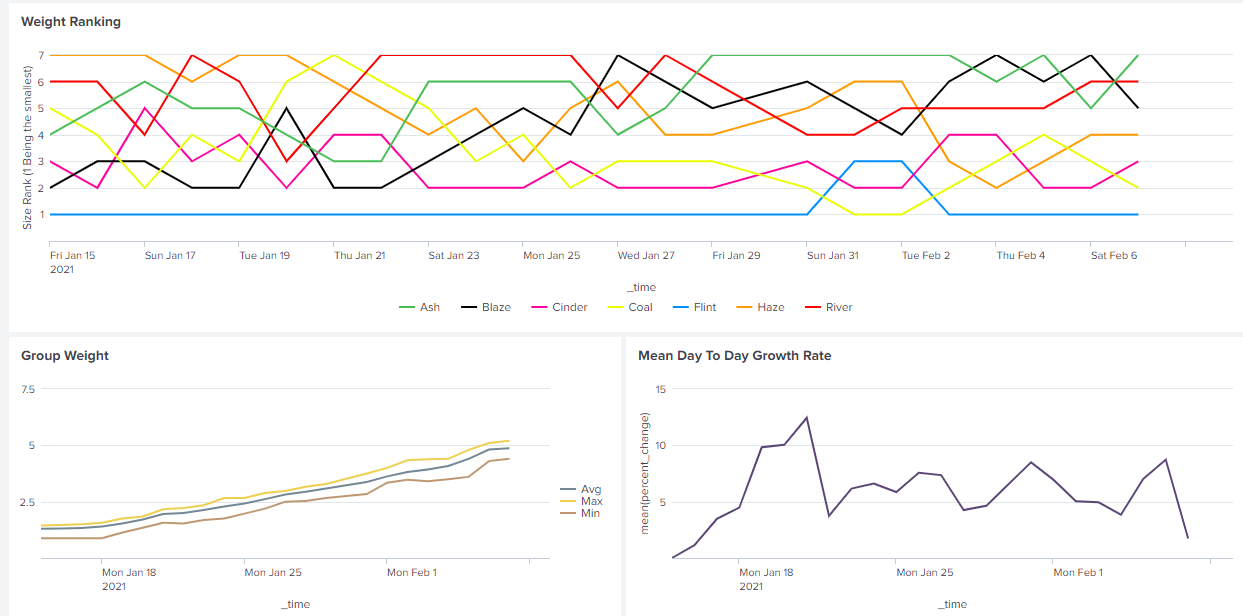 Weight Ranking
Size Rank (1 Being the smallest)
7
6
5
4
3
2
1
Fri Jan 15 Sun Jan 17 Tue Jan 19 Thu Jan 21 Sat Jan 23 Mon Jan 25 Wed Jan 27 Fri Jan 29 Sun Jan 31 Tue Feb 2 Thu Feb 4 Sat Feb 6
2021
_time
Ash Blaze Cinder Coal Flint Haze River
Group Weight
7.5
5
2.5
Avg
Max
Min
Mon Jan 18 Mon Jan 25 Mon Feb 1
2021
_time
Mean Day To Day Growth Rate
mean(percent_change)
15
10
5
Mon Jan 18 Mon Jan 25 Mon Feb 1
2021
_time